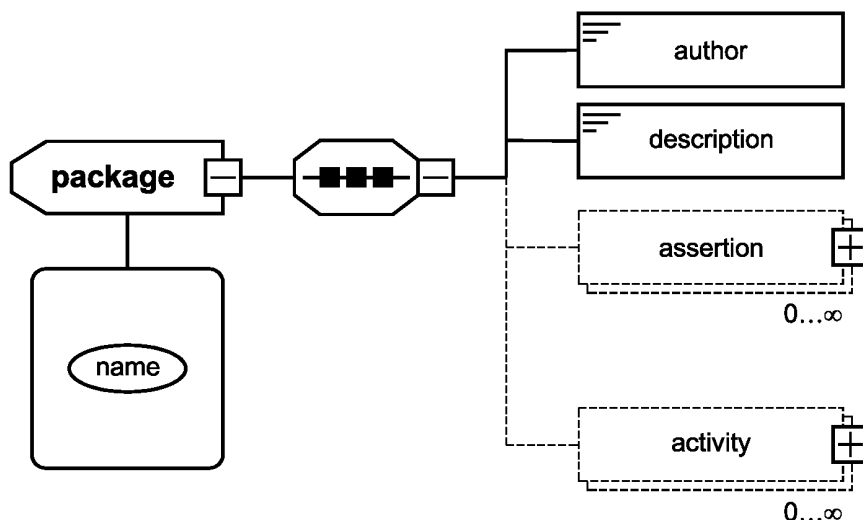 author
description
package
assertion
0...∞
name
activity
0...∞